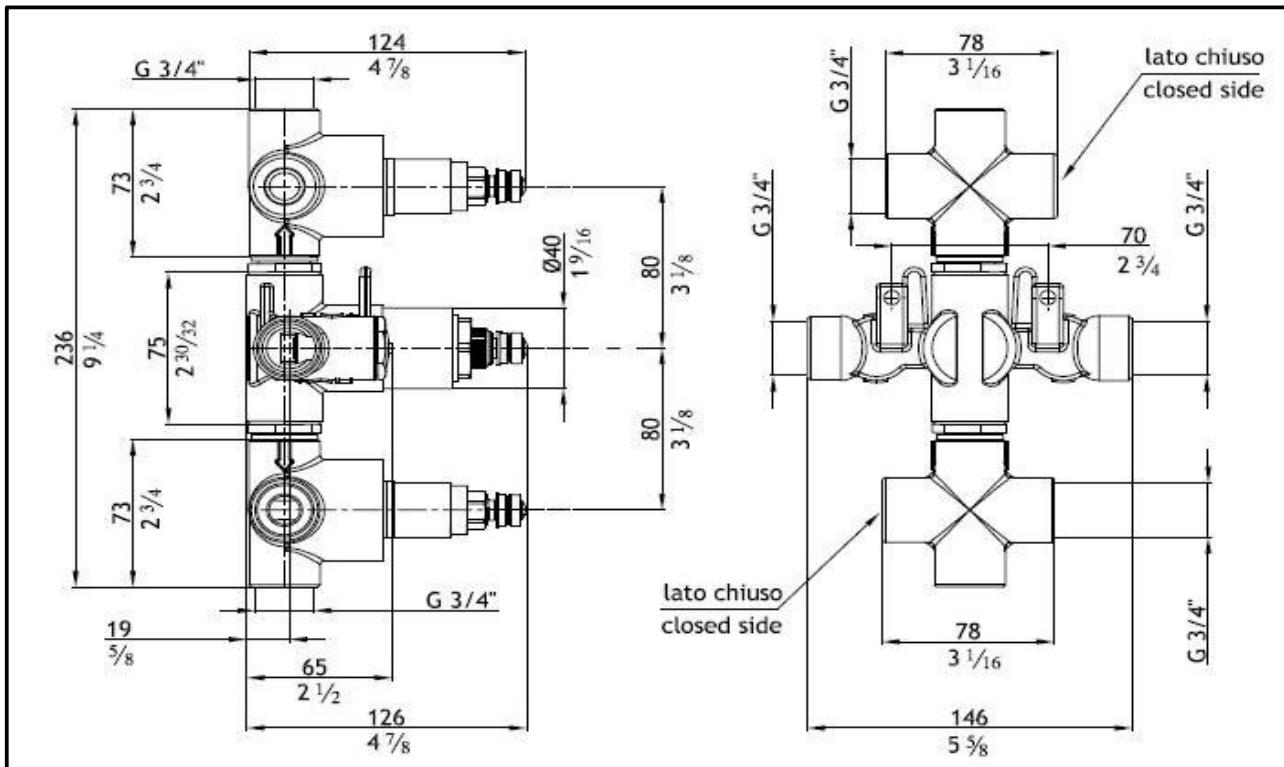 124
4 7/8
G 3/4"
73
2 3/4
236
9 1/4
75
2 30/32
73
2 3/4
Ø40
1 9/16
80
3 1/8
80
3 1/8
G 3/4"
19
5/8
65
2 1/2
126
4 7/8
78
3 1/16
lato chiuso
closed side
G 3/4"
G 3/4"
G 3/4"
70
2 3/4
lato chiuso
closed side
78
3 1/16
G 3/4"
146
5 5/8